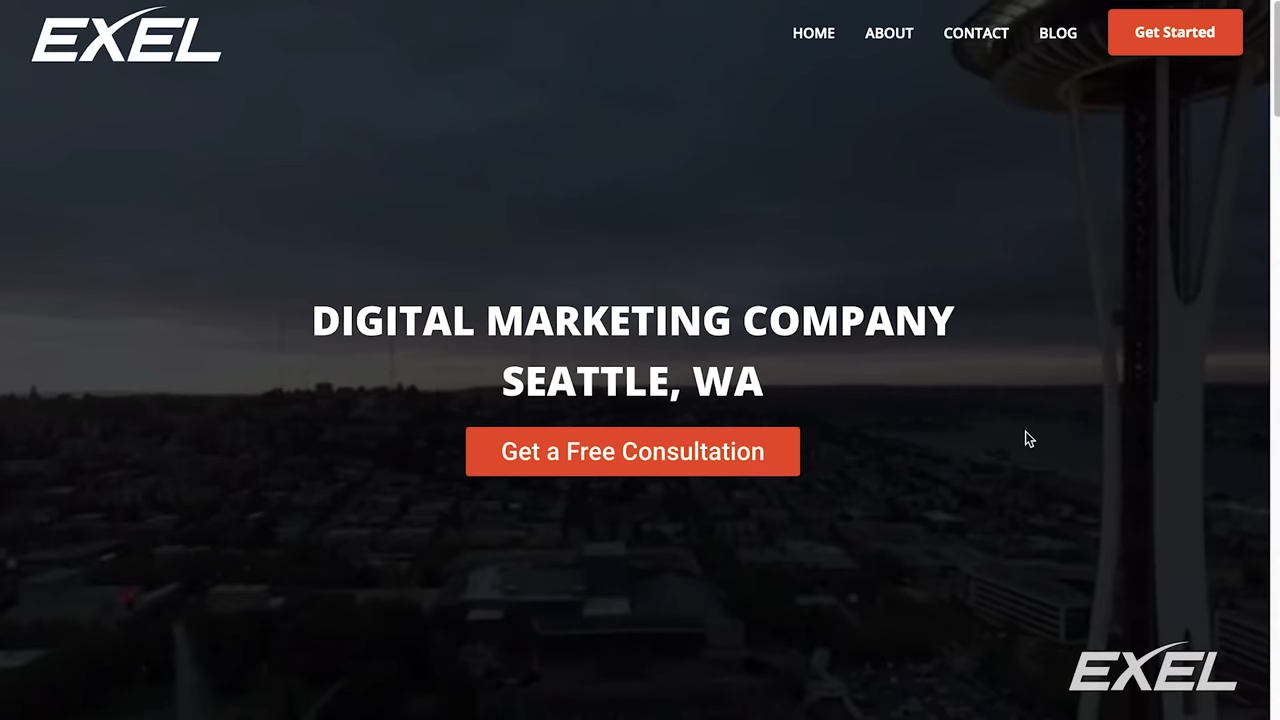 EXEL
HOME ABOUT CONTACT BLOG Get Started
DIGITAL MARKETING COMPANY
SEATTLE, WA
Get a Free Consultation
EXEL